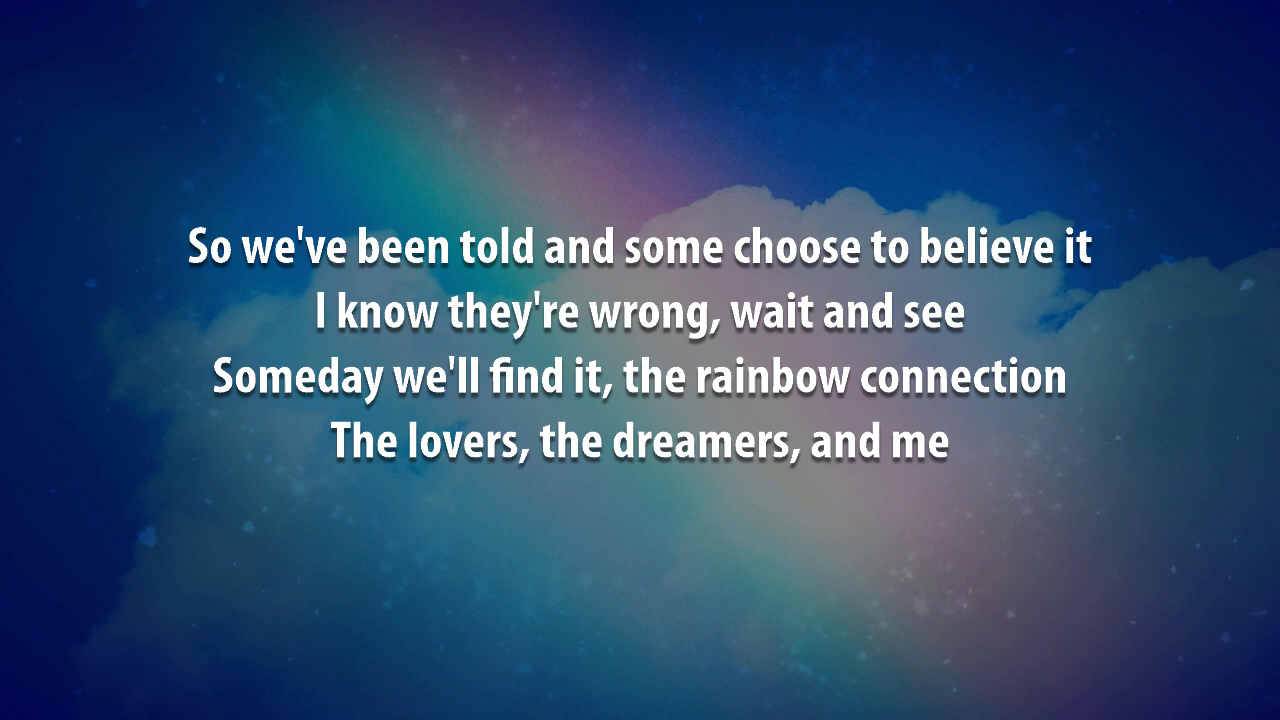 So we've been told and some choose to believe it
I know they're wrong, wait and see
Someday we'll find it, the rainbow connection
The lovers, the dreamers, and me